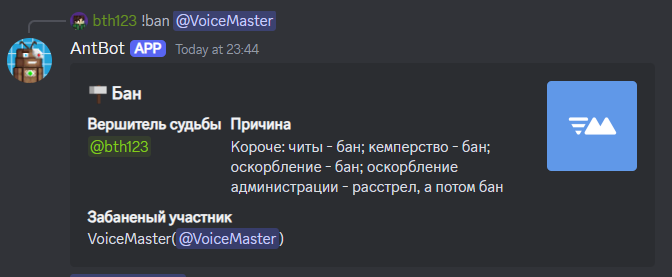 bth123 !ban @VoiceMaster
AntBot APP Today at 23:44
Бан
Вершитель судьбы Причина
@bth123 Короче: читы - бан; кемперство - бан;
оскорбление - бан; оскорбление
администрации - расстрел, а потом бан
Забаненый участник
VoiceMaster(@VoiceMaster)